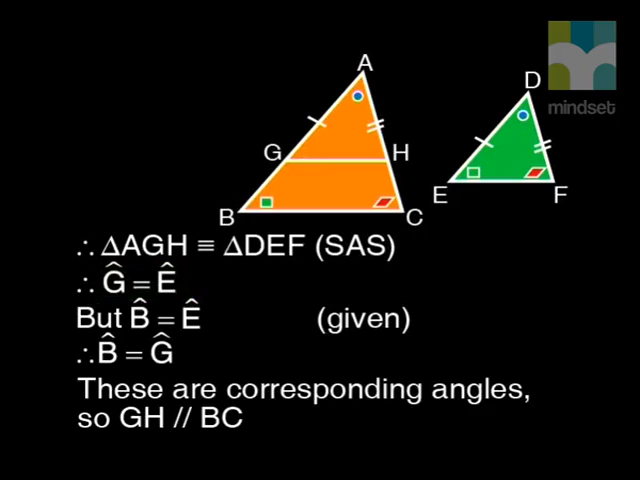 mindset
A
D
G
H
E
F
B
C
∴ ΔAGH ≡ ΔDEF (SAS)
∴ Ĝ = Ê
But B̂ = Ê (given)
∴ B̂ = Ĝ
These are corresponding angles,
so GH // BC